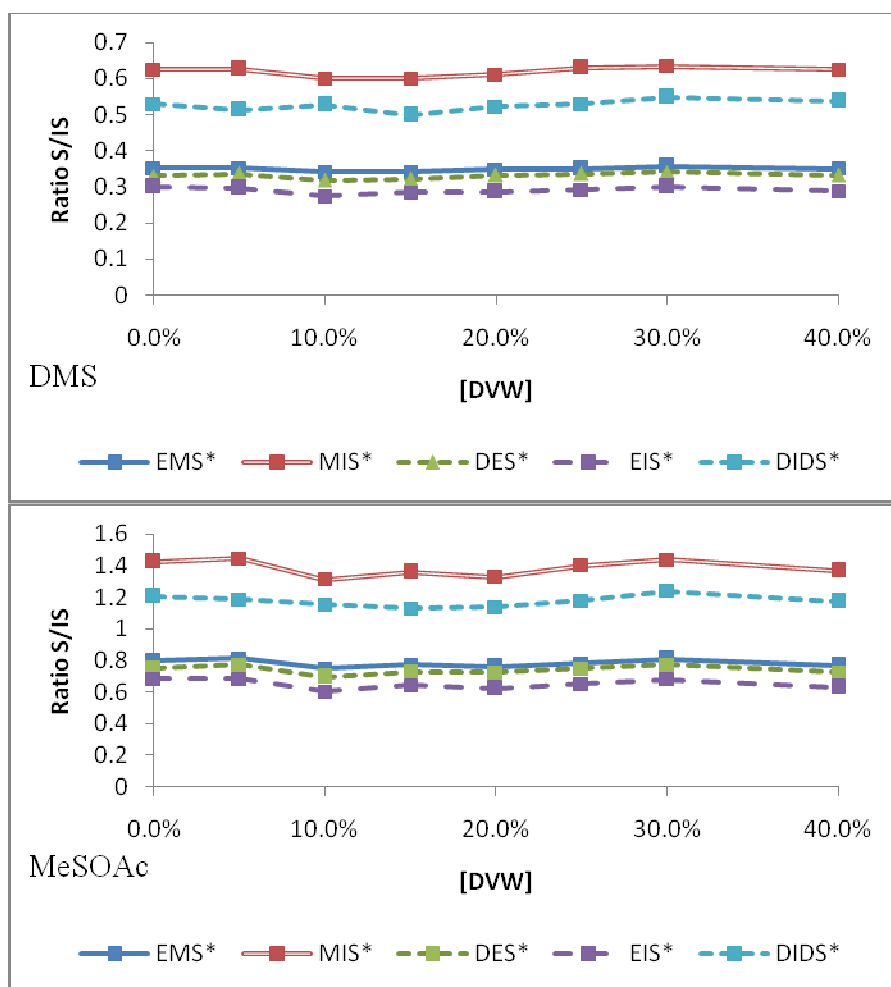 0.7
0.6
0.5
0.4
0.3
0.2
0.1
0
Ratio S/IS
0.0% 10.0% 20.0% 30.0% 40.0%
DMS
[DVW]
EMS* MIS* DES* EIS* DIDS*
1.6
1.4
1.2
1
0.8
0.6
0.4
0.2
0
Ratio S/IS
0.0% 10.0% 20.0% 30.0% 40.0%
MeSOAc
[DVW]
EMS* MIS* DES* EIS* DIDS*